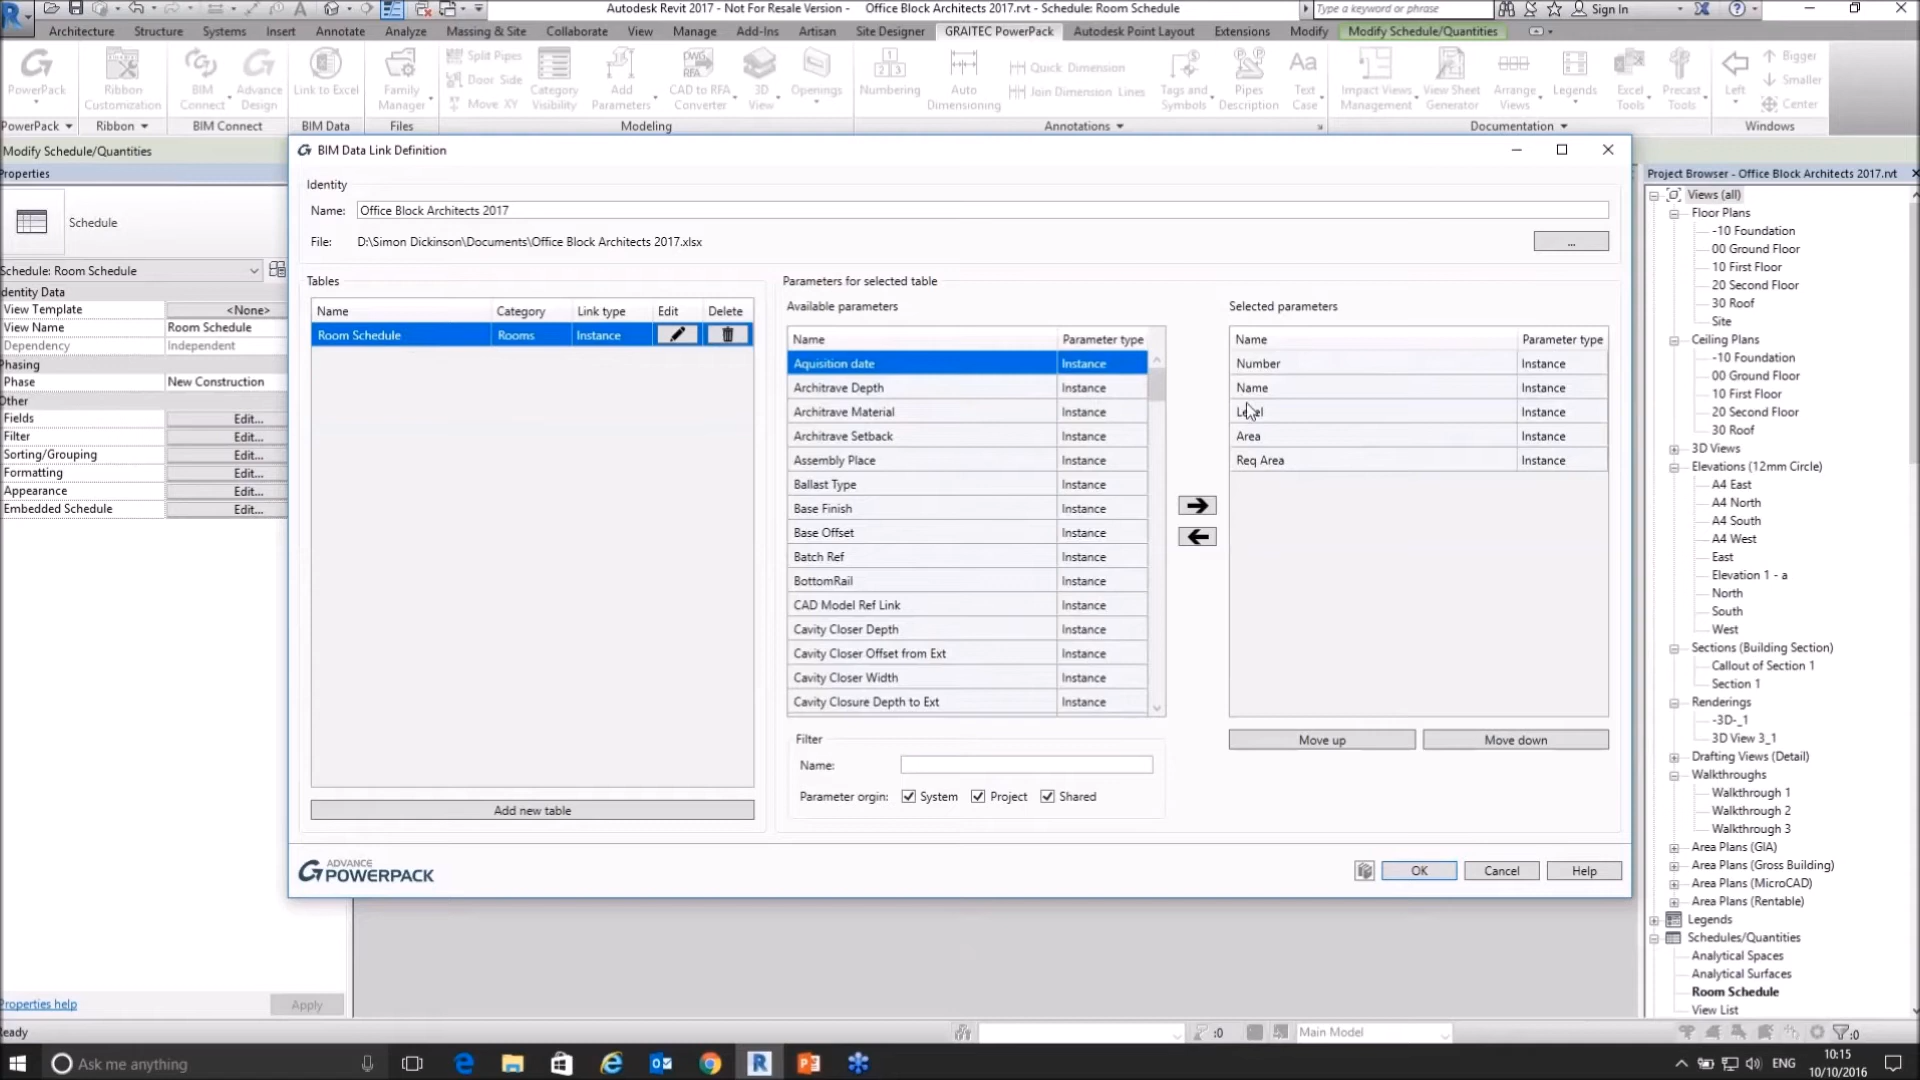 Autodesk Revit 2017 - Not For Resale Version - Office Block Architects 2017.rvt - Schedule: Room Schedule
Type a keyword or phrase
Sign In
Architecture Structure Systems Insert Annotate Analyze Massing & Site Collaborate View Manage Add-Ins Artisan Site Designer GRAITEC PowerPack Autodesk Point Layout Extensions Modify Modify Schedule/Quantities
PowerPack
Ribbon Customization
BIM Connect
Advance Design
Link to Excel
Family Manager
Split Pipes
Door Side
Move XY
Category Visibility
Add Parameters
CAD to RFA Converter
3D View
Openings
Numbering
Auto Dimensioning
Quick Dimension
Join Dimension Lines
Tags and Symbols
Pipes Description
Text Case
Impact Views Management
View Sheet Generator
Arrange Views
Legends
Excel Tools
Precast Tools
Left
Bigger
Smaller
Center
PowerPack Ribbon BIM Connect BIM Data Files Modeling Annotations Documentation Windows
Modify Schedule/Quantities
Properties
Schedule
Schedule: Room Schedule
dentity Data
View Template <None>
View Name Room Schedule
Dependency Independent
Phasing
Phase New Construction
Other
Fields Edit...
Filter Edit...
Sorting/Grouping Edit...
Formatting Edit...
Appearance Edit...
Embedded Schedule Edit...
Properties help
Apply
BIM Data Link Definition
Identity
Name: Office Block Architects 2017
File: D:\Simon Dickinson\Documents\Office Block Architects 2017.xlsx
...
Tables
Name Category Link type Edit Delete
Room Schedule Rooms Instance
Add new table
Parameters for selected table
Available parameters
Name Parameter type
Aquisition date Instance
Architrave Depth Instance
Architrave Material Instance
Architrave Setback Instance
Assembly Place Instance
Ballast Type Instance
Base Finish Instance
Base Offset Instance
Batch Ref Instance
BottomRail Instance
CAD Model Ref Link Instance
Cavity Closer Depth Instance
Cavity Closer Offset from Ext Instance
Cavity Closer Width Instance
Cavity Closure Depth to Ext Instance
Filter
Name:
Parameter orgin: System Project Shared
Selected parameters
Name Parameter type
Number Instance
Name Instance
Level Instance
Area Instance
Req Area Instance
Move up
Move down
ADVANCE
POWERPACK
OK
Cancel
Help
Project Browser - Office Block Architects 2017.rvt
Views (all)
Floor Plans
-10 Foundation
00 Ground Floor
10 First Floor
20 Second Floor
30 Roof
Site
Ceiling Plans
-10 Foundation
00 Ground Floor
10 First Floor
20 Second Floor
30 Roof
3D Views
Elevations (12mm Circle)
A4 East
A4 North
A4 South
A4 West
East
Elevation 1 - a
North
South
West
Sections (Building Section)
Callout of Section 1
Section 1
Renderings
-3D-_1
3D View 3_1
Drafting Views (Detail)
Walkthroughs
Walkthrough 1
Walkthrough 2
Walkthrough 3
Area Plans (GIA)
Area Plans (Gross Building)
Area Plans (MicroCAD)
Area Plans (Rentable)
Legends
Schedules/Quantities
Analytical Spaces
Analytical Surfaces
Room Schedule
View List
eady
:0
Main Model
:0
Ask me anything
ENG
10:15
10/10/2016